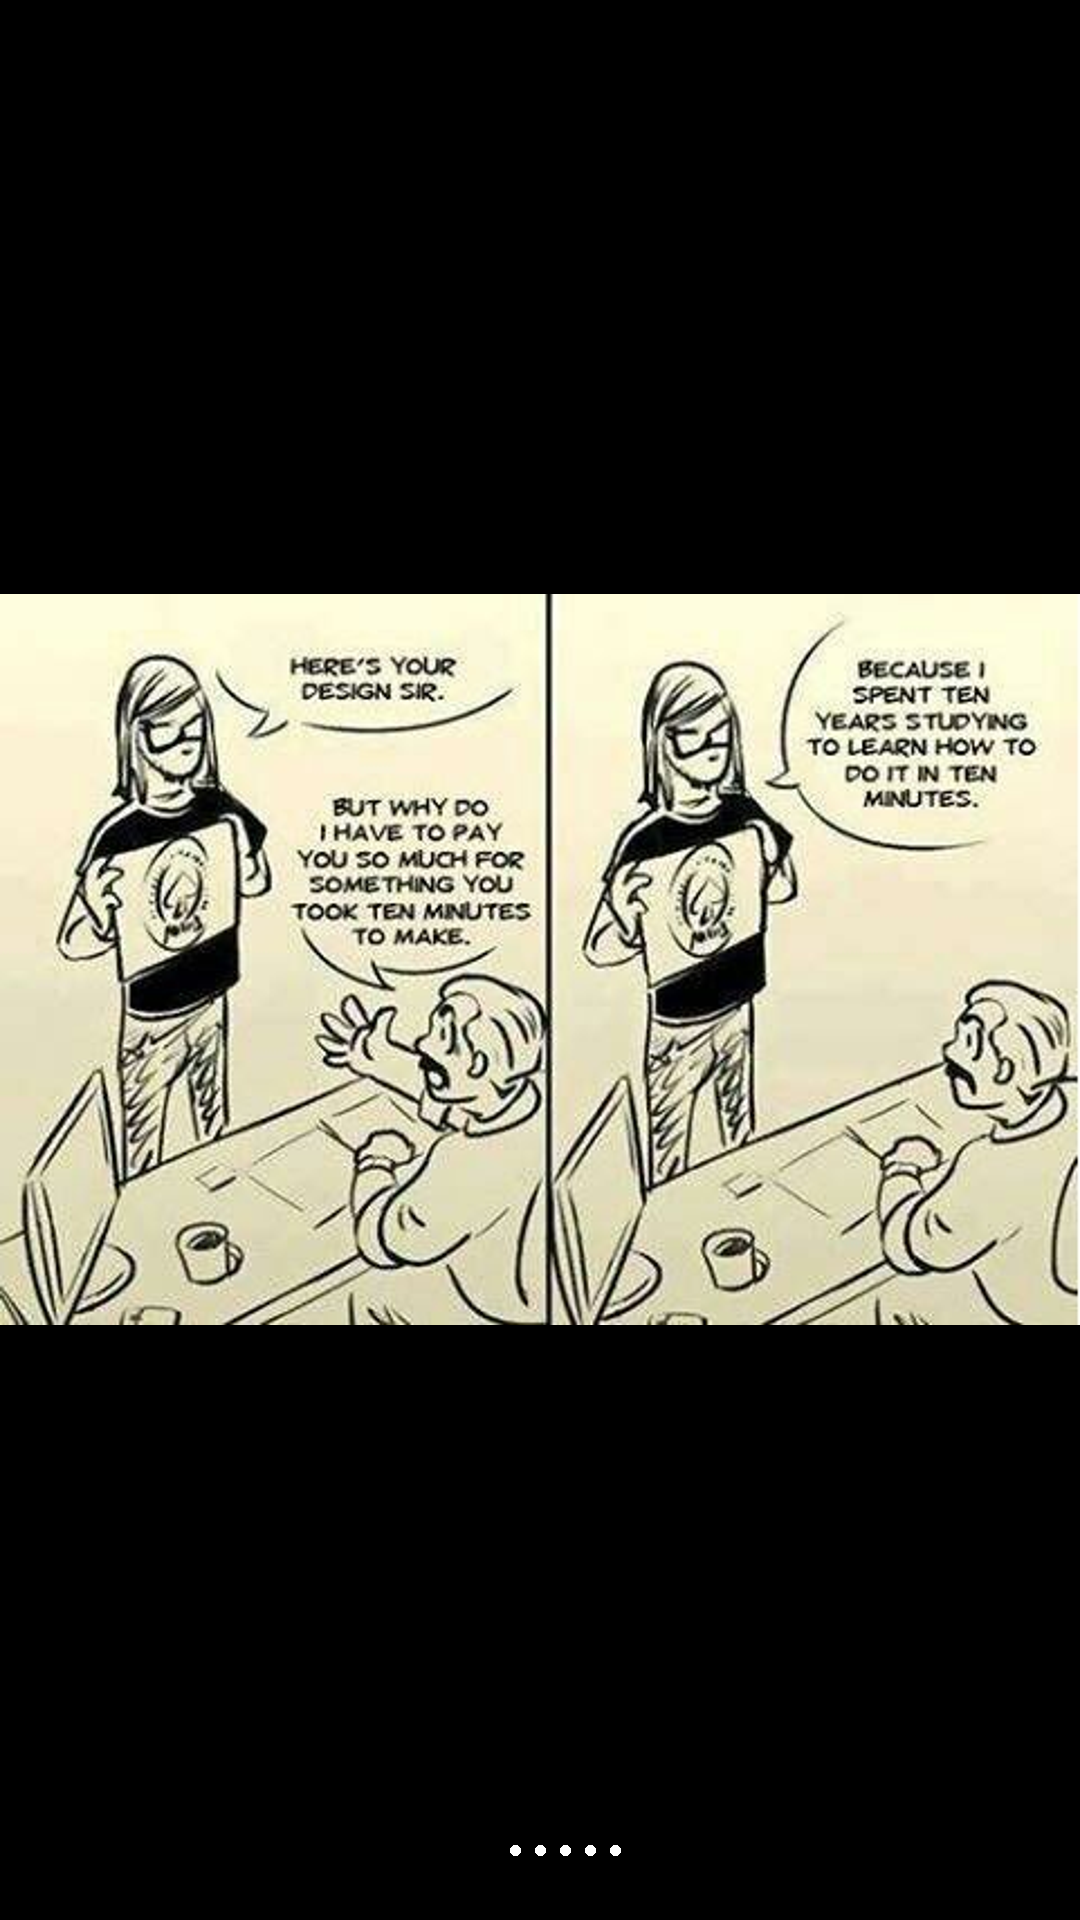 HERE'S YOUR
DESIGN SIR.
BUT WHY DO
I HAVE TO PAY
YOU SO MUCH FOR
SOMETHING YOU
TOOK TEN MINUTES
TO MAKE.
BECAUSE I
SPENT TEN
YEARS STUDYING
TO LEARN HOW TO
DO IT IN TEN
MINUTES.